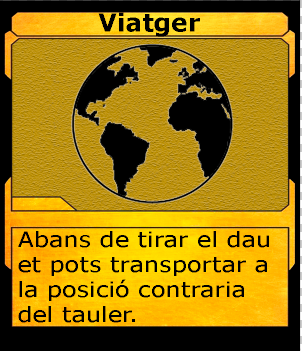 Viatger
Abans de tirar el dau
et pots transportar a
la posició contraria
del tauler.